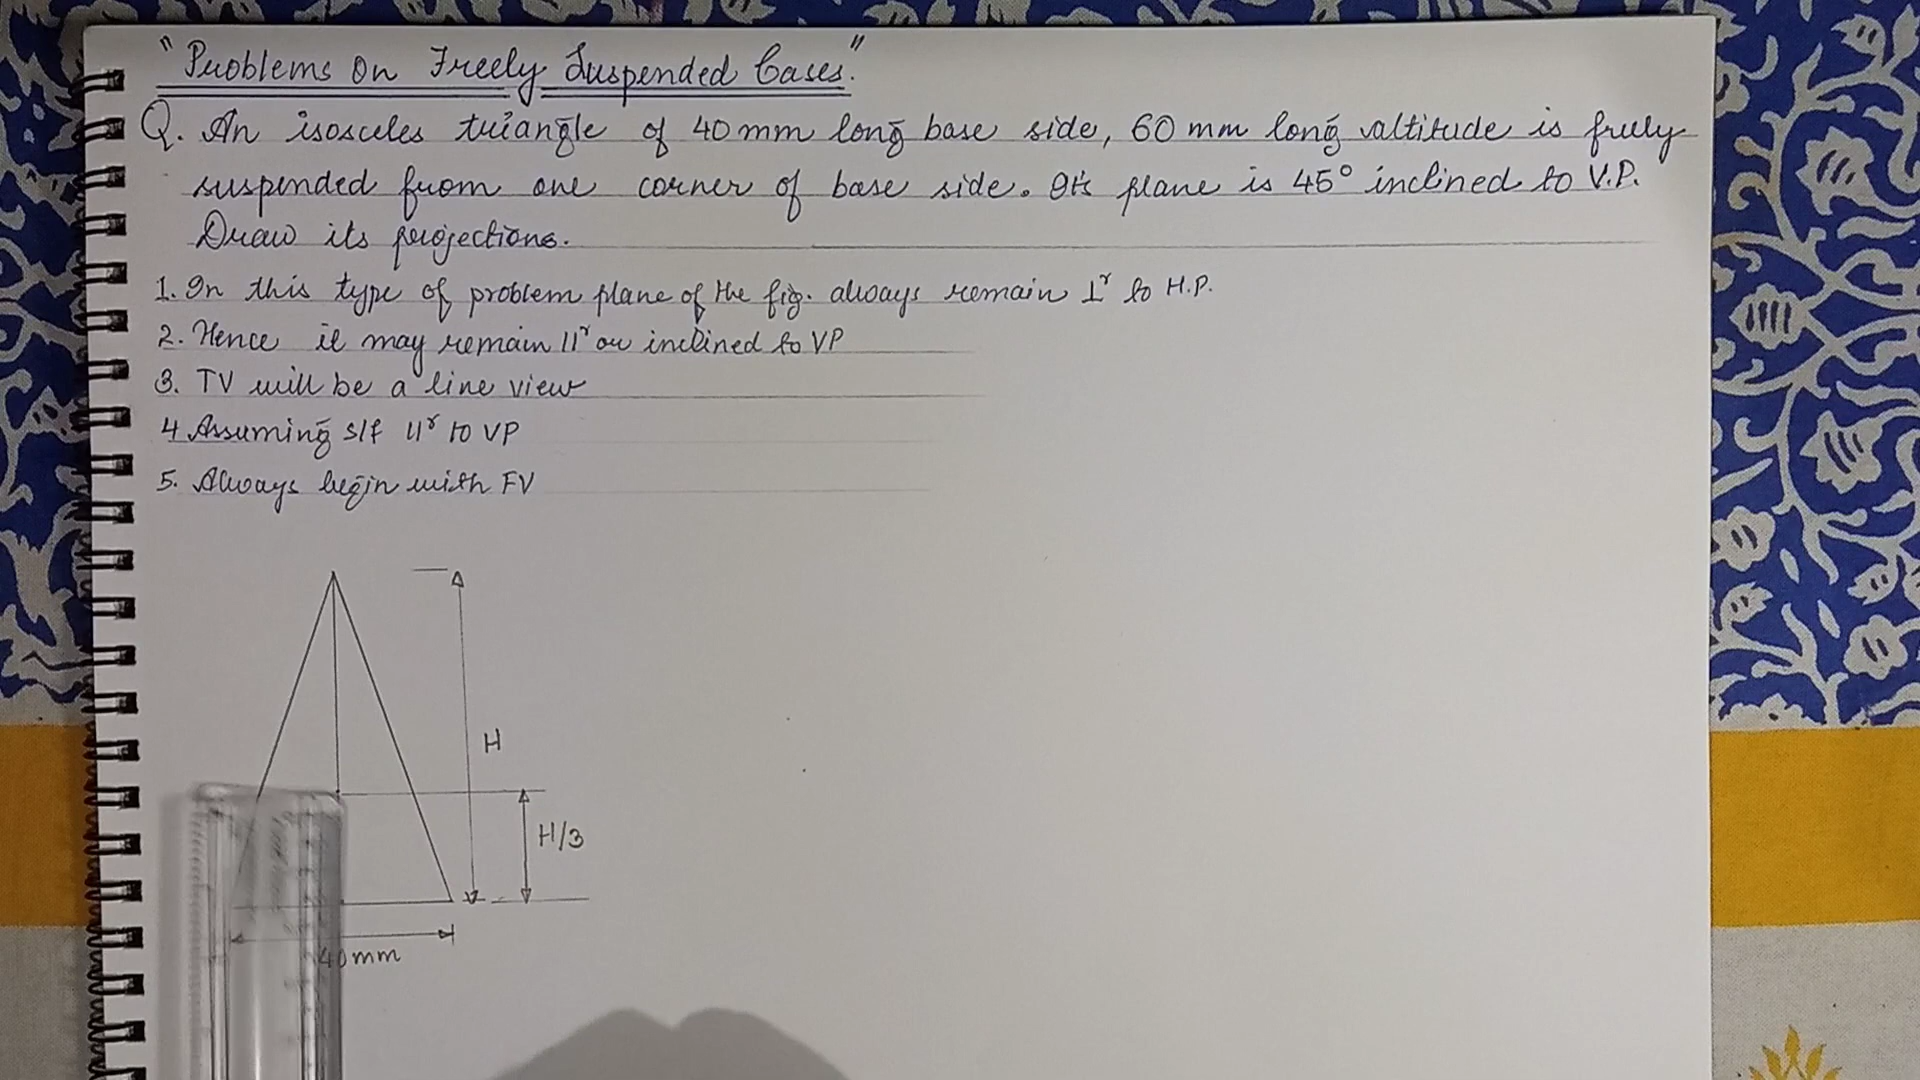 "Problems on Freely Suspended Cases."
Q. An isosceles triangle of 40 mm long base side, 60 mm long altitude is freely
suspended from one corner of base side. It's plane is 45° inclined to V.P.
Draw its projections.
1. In this type of problem plane of the fig. always remain ⊥r to H.P.
2. Hence it may remain ||r or inclined to VP
3. TV will be a line view
4 Assuming s/f ||r to VP
5. Always begin with FV
H
H/3
40mm